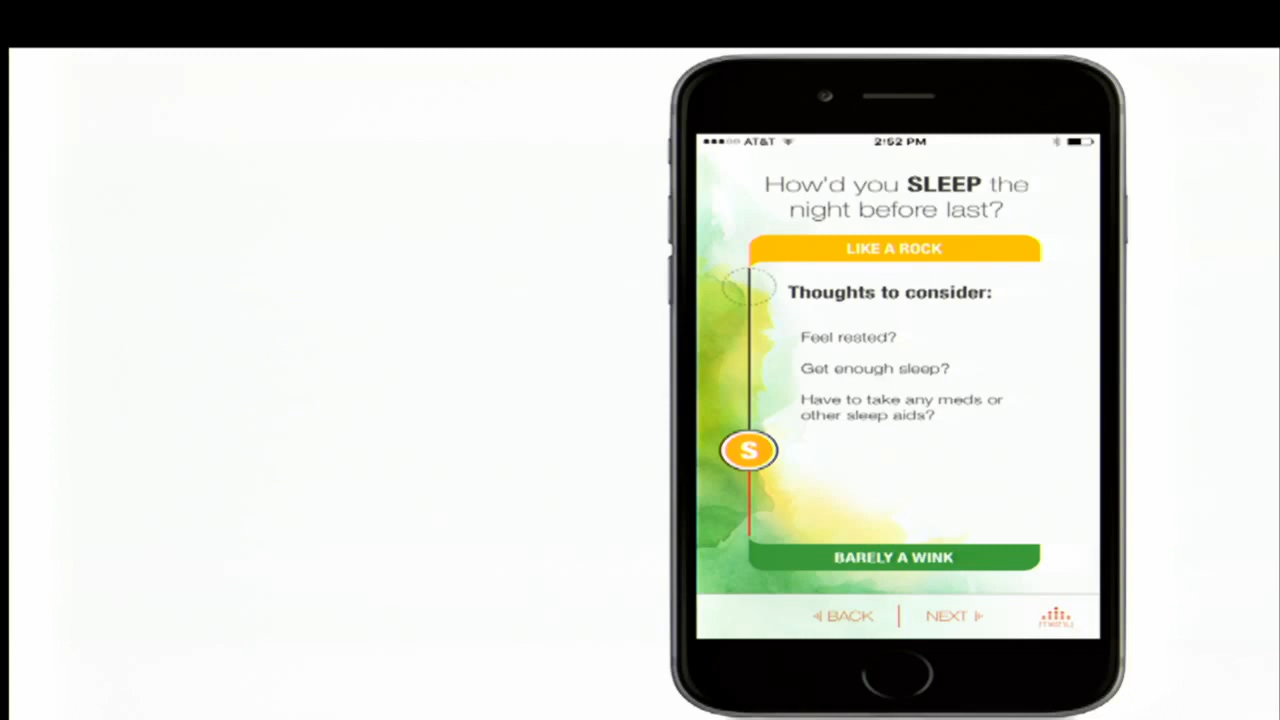 AT&T 2:52 PM
How'd you SLEEP the
night before last?
LIKE A ROCK
Thoughts to consider:
Feel rested?
Get enough sleep?
Have to take any meds or
other sleep aids?
S
BARELY A WINK
BACK | NEXT
menu